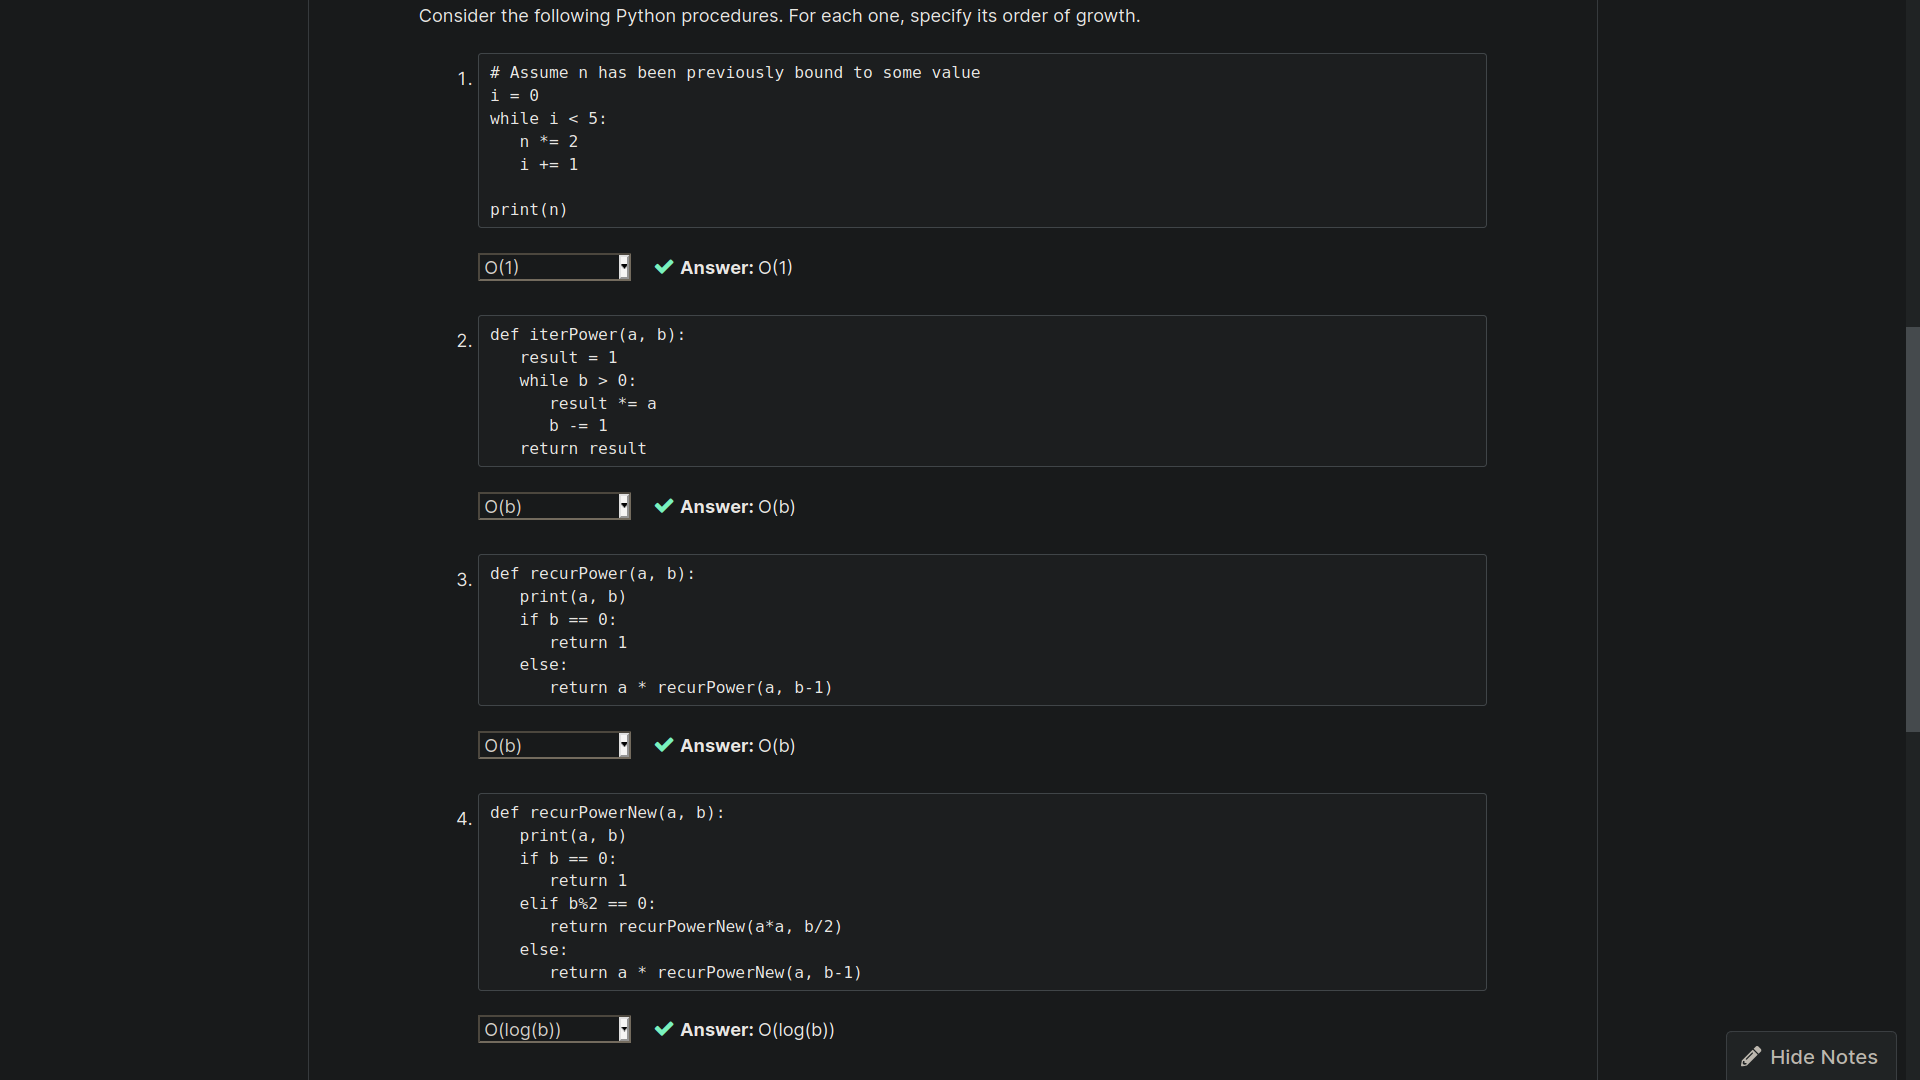 Consider the following Python procedures. For each one, specify its order of growth.
1.
# Assume n has been previously bound to some value
i = 0
while i < 5:
   n *= 2
   i += 1

print(n)
O(1) Answer: O(1)
2.
def iterPower(a, b):
   result = 1
   while b > 0:
      result *= a
      b -= 1
   return result
O(b) Answer: O(b)
3.
def recurPower(a, b):
   print(a, b)
   if b == 0:
      return 1
   else:
      return a * recurPower(a, b-1)
O(b) Answer: O(b)
4.
def recurPowerNew(a, b):
   print(a, b)
   if b == 0:
      return 1
   elif b%2 == 0:
      return recurPowerNew(a*a, b/2)
   else:
      return a * recurPowerNew(a, b-1)
O(log(b)) Answer: O(log(b))
Hide Notes